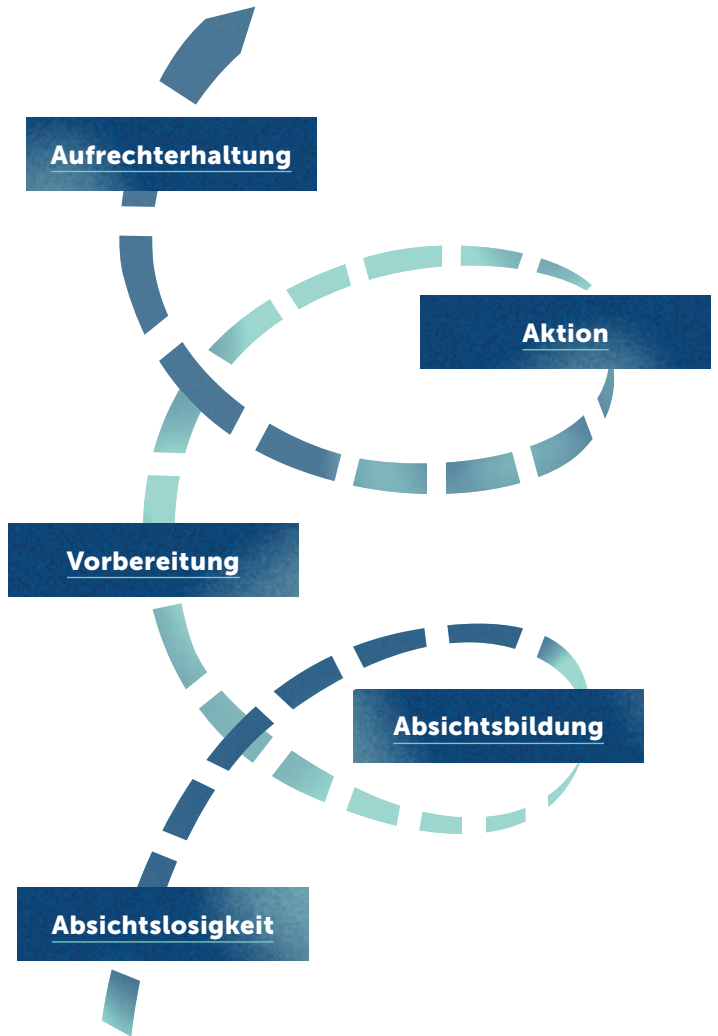 Aufrechterhaltung
Aktion
Vorbereitung
Absichtsbildung
Absichtslosigkeit